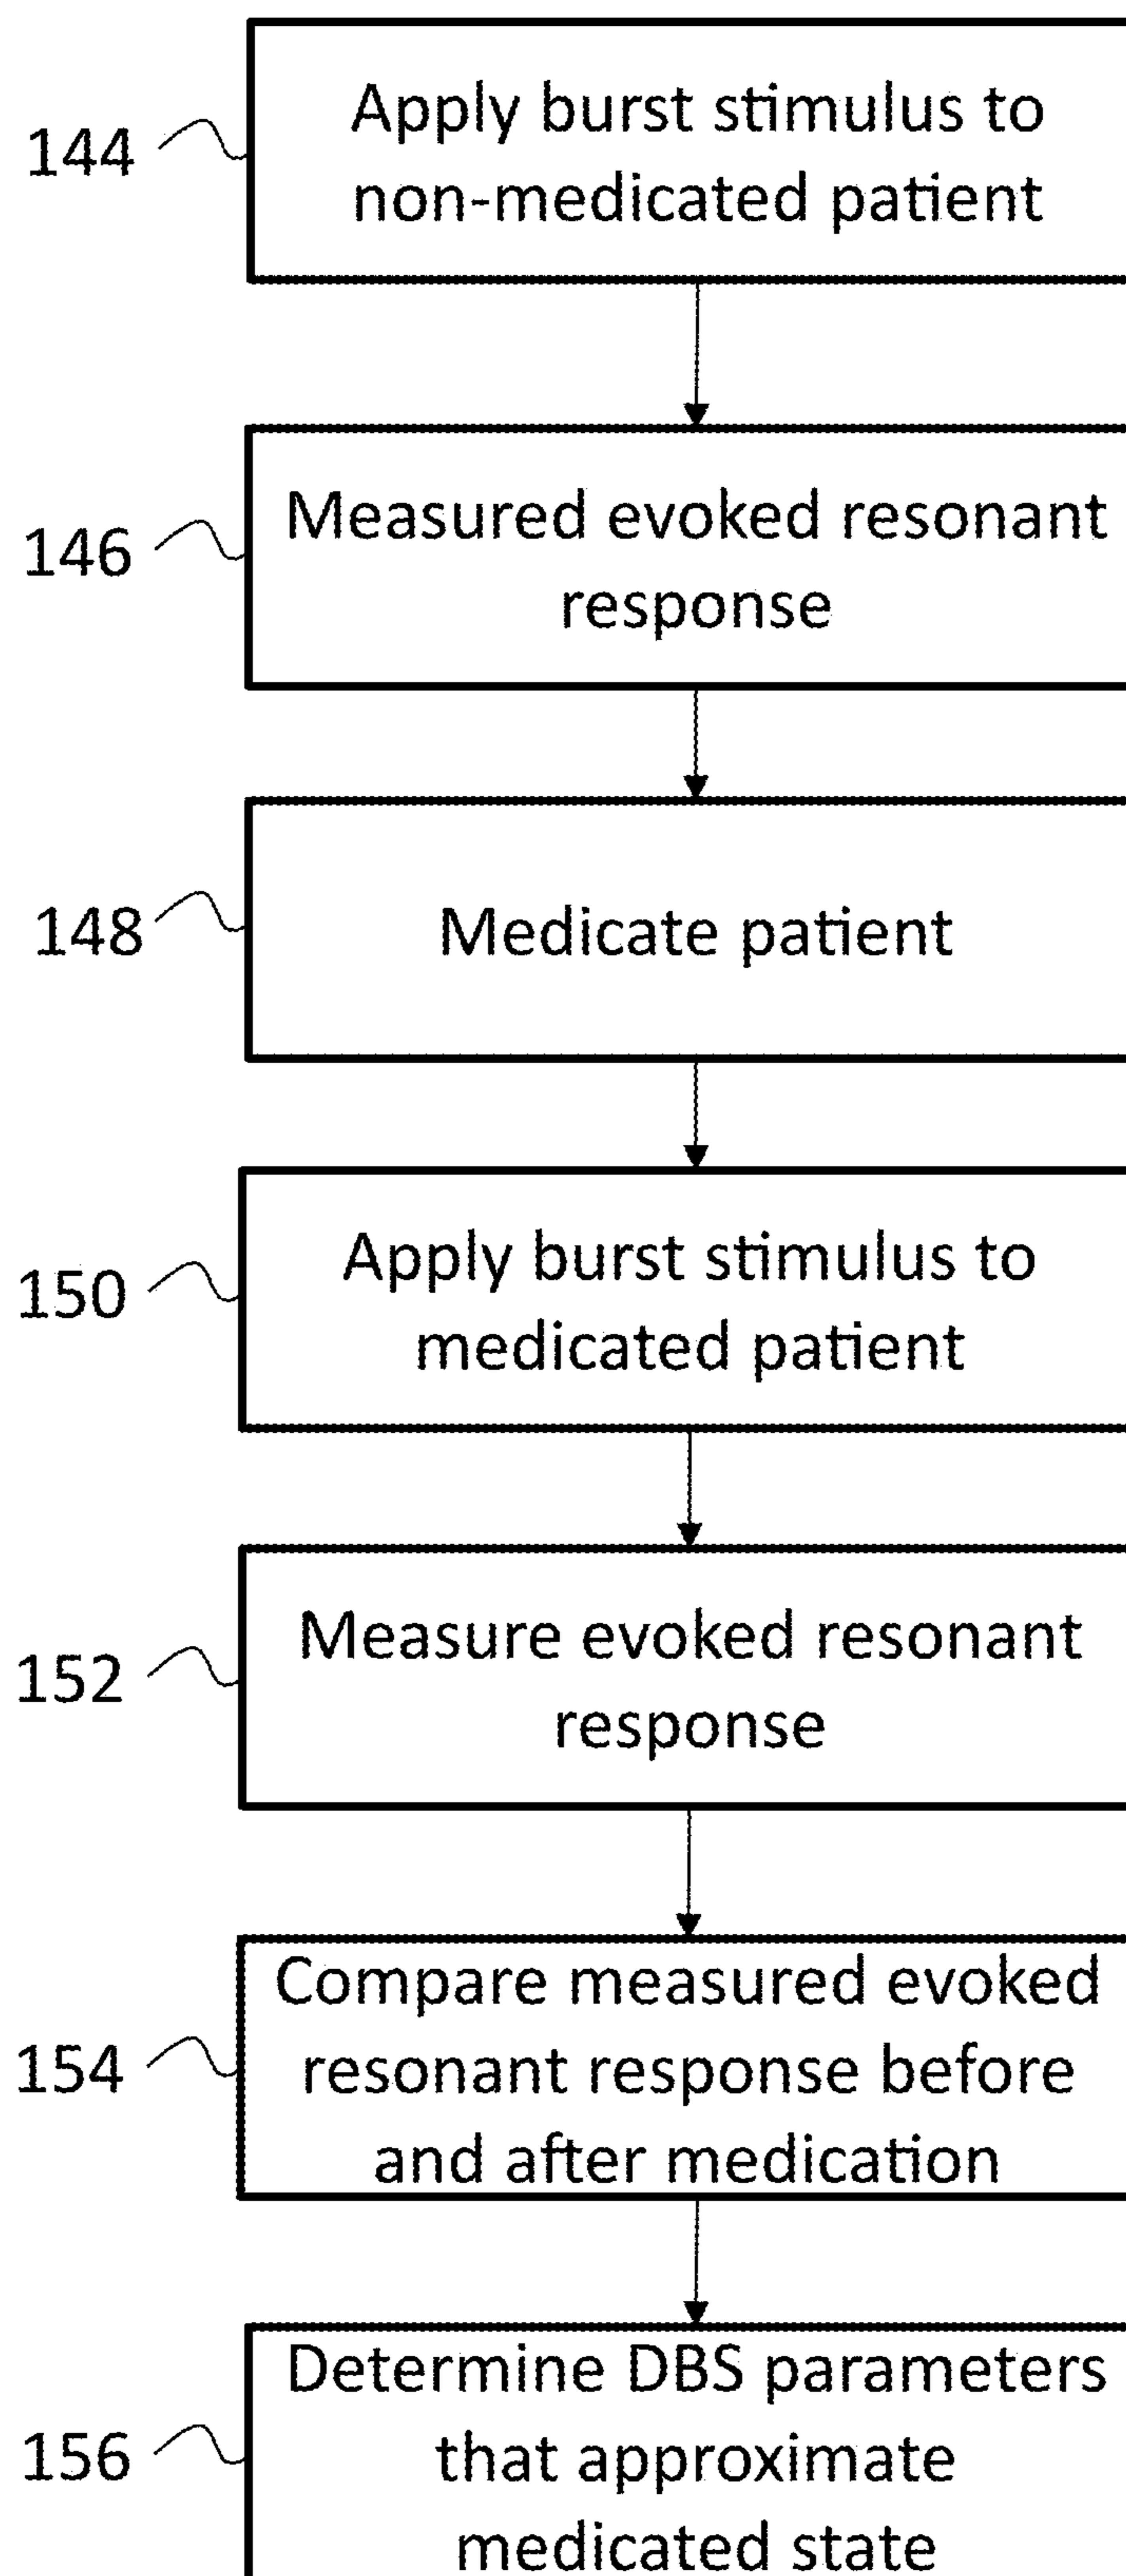 144
Apply burst stimulus to
non-medicated patient
146
Measured evoked resonant
response
148
Medicate patient
150
Apply burst stimulus to
medicated patient
152
Measure evoked resonant
response
154
Compare measured evoked
resonant response before
and after medication
156
Determine DBS parameters
that approximate
medicated state